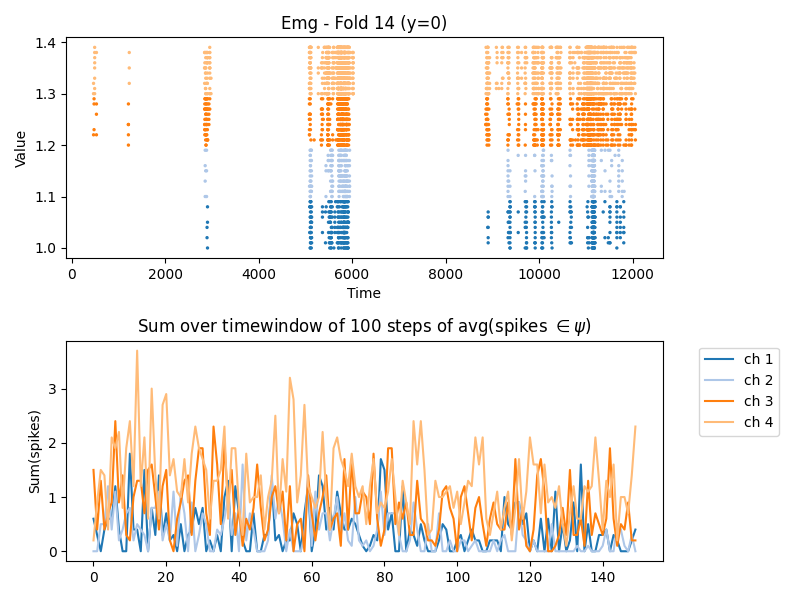 Emg - Fold 14 (y=0)
1.4
1.3
1.2
1.1
1.0
Value
0 2000 4000 6000 8000 10000 12000
Time
Sum over timewindow of 100 steps of avg(spikes ∈ ψ)
3
2
1
0
Sum(spikes)
0 20 40 60 80 100 120 140
ch 1
ch 2
ch 3
ch 4